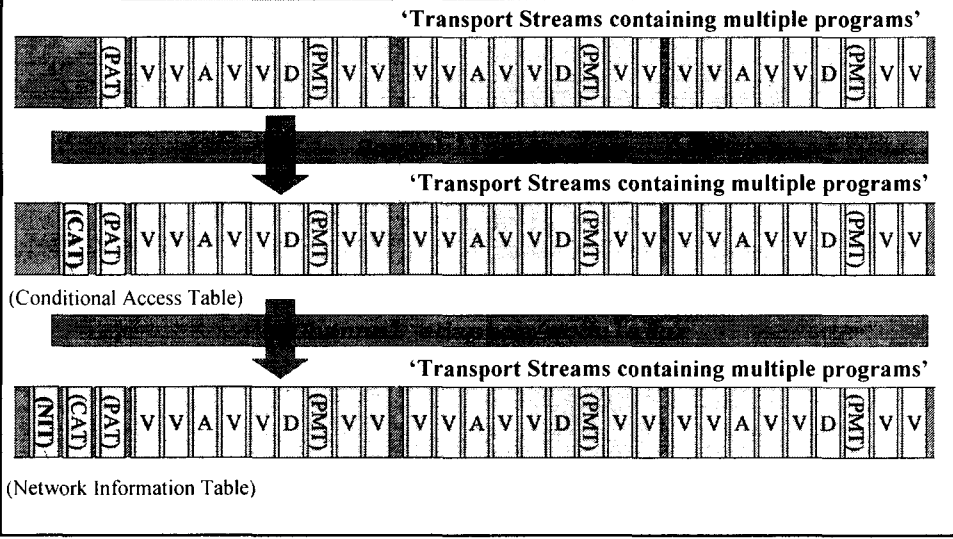 ‘Transport Streams containing multiple programs’
(PAT) V V A V V D (PMT) V V V V A V V D (PMT) V V V V A V V D (PMT) V V
‘Transport Streams containing multiple programs’
(CAT) (PAT) V V A V V D (PMT) V V V V A V V D (PMT) V V V V A V V D (PMT) V V
(Conditional Access Table)
‘Transport Streams containing multiple programs’
(NIT) (CAT) (PAT) V V A V V D (PMT) V V V V A V V D (PMT) V V V V A V V D (PMT) V V
(Network Information Table)